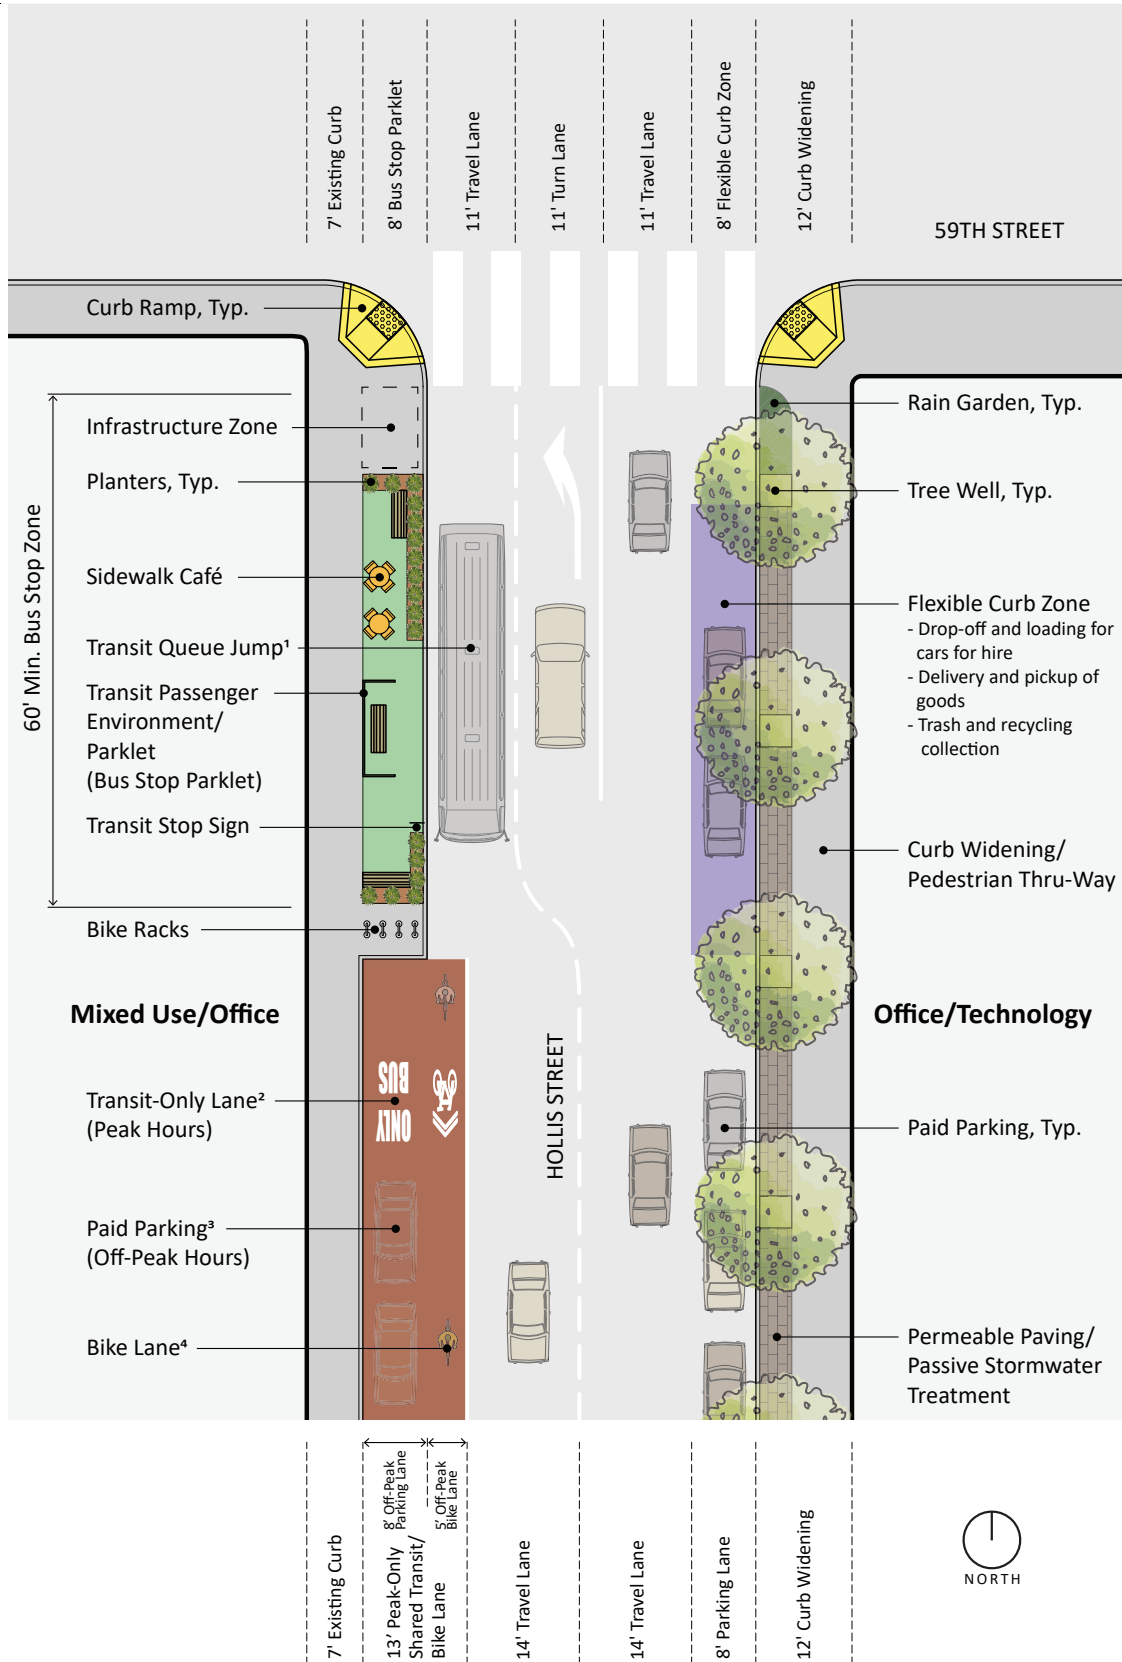 7' Existing Curb
8' Bus Stop Parklet
11' Travel Lane
11' Turn Lane
11' Travel Lane
8' Flexible Curb Zone
12' Curb Widening
59TH STREET
Curb Ramp, Typ.
60' Min. Bus Stop Zone
Infrastructure Zone
Planters, Typ.
Sidewalk Café
Transit Queue Jump¹
Transit Passenger
Environment/
Parklet
(Bus Stop Parklet)
Transit Stop Sign
Bike Racks
Mixed Use/Office
Transit-Only Lane²
(Peak Hours)
Paid Parking³
(Off-Peak Hours)
Bike Lane⁴
BUS
ONLY
HOLLIS STREET
Rain Garden, Typ.
Tree Well, Typ.
Flexible Curb Zone
- Drop-off and loading for
cars for hire
- Delivery and pickup of
goods
- Trash and recycling
collection
Curb Widening/
Pedestrian Thru-Way
Office/Technology
Paid Parking, Typ.
Permeable Paving/
Passive Stormwater
Treatment
8' Off-Peak
Parking Lane
5' Off-Peak
Bike Lane
7' Existing Curb
13' Peak-Only
Shared Transit/
Bike Lane
14' Travel Lane
14' Travel Lane
8' Parking Lane
12' Curb Widening
NORTH